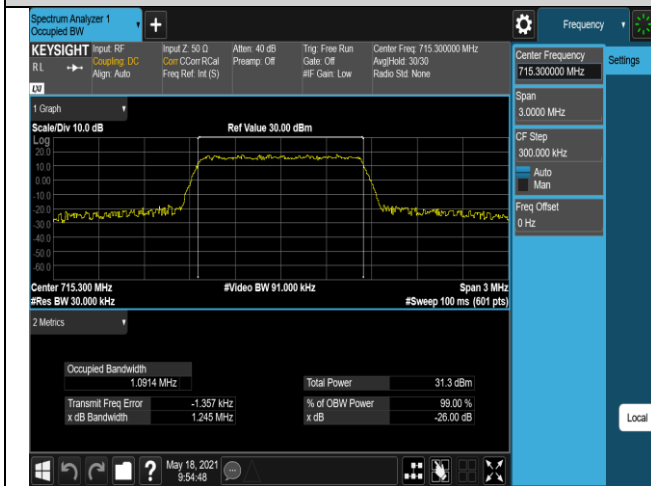 Spectrum Analyzer 1
Occupied BW
Frequency
KEYSIGHT
RL
LXI
Input: RF
Coupling: DC
Align: Auto
Input Z: 50 Ω
Corr CCorr RCal
Freq Ref: Int (S)
Atten: 40 dB
Preamp: Off
Trig: Free Run
Gate: Off
#IF Gain: Low
Center Freq: 715.300000 MHz
Avg|Hold: 30/30
Radio Std: None
Center Frequency
715.300000 MHz
Settings
Span
3.0000 MHz
CF Step
300.000 kHz
Auto
Man
Freq Offset
0 Hz
1 Graph
Scale/Div 10.0 dB
Ref Value 30.00 dBm
Log
20.0
10.0
0.00
-10.0
-20.0
-30.0
-40.0
-50.0
-60.0
Center 715.300 MHz
#Video BW 91.000 kHz
Span 3 MHz
#Res BW 30.000 kHz
#Sweep 100 ms (601 pts)
2 Metrics
Occupied Bandwidth
1.0914 MHz
Total Power 31.3 dBm
Transmit Freq Error -1.357 kHz
% of OBW Power 99.00 %
x dB Bandwidth 1.245 MHz
x dB -26.00 dB
Local
?
May 18, 2021
9:54:48